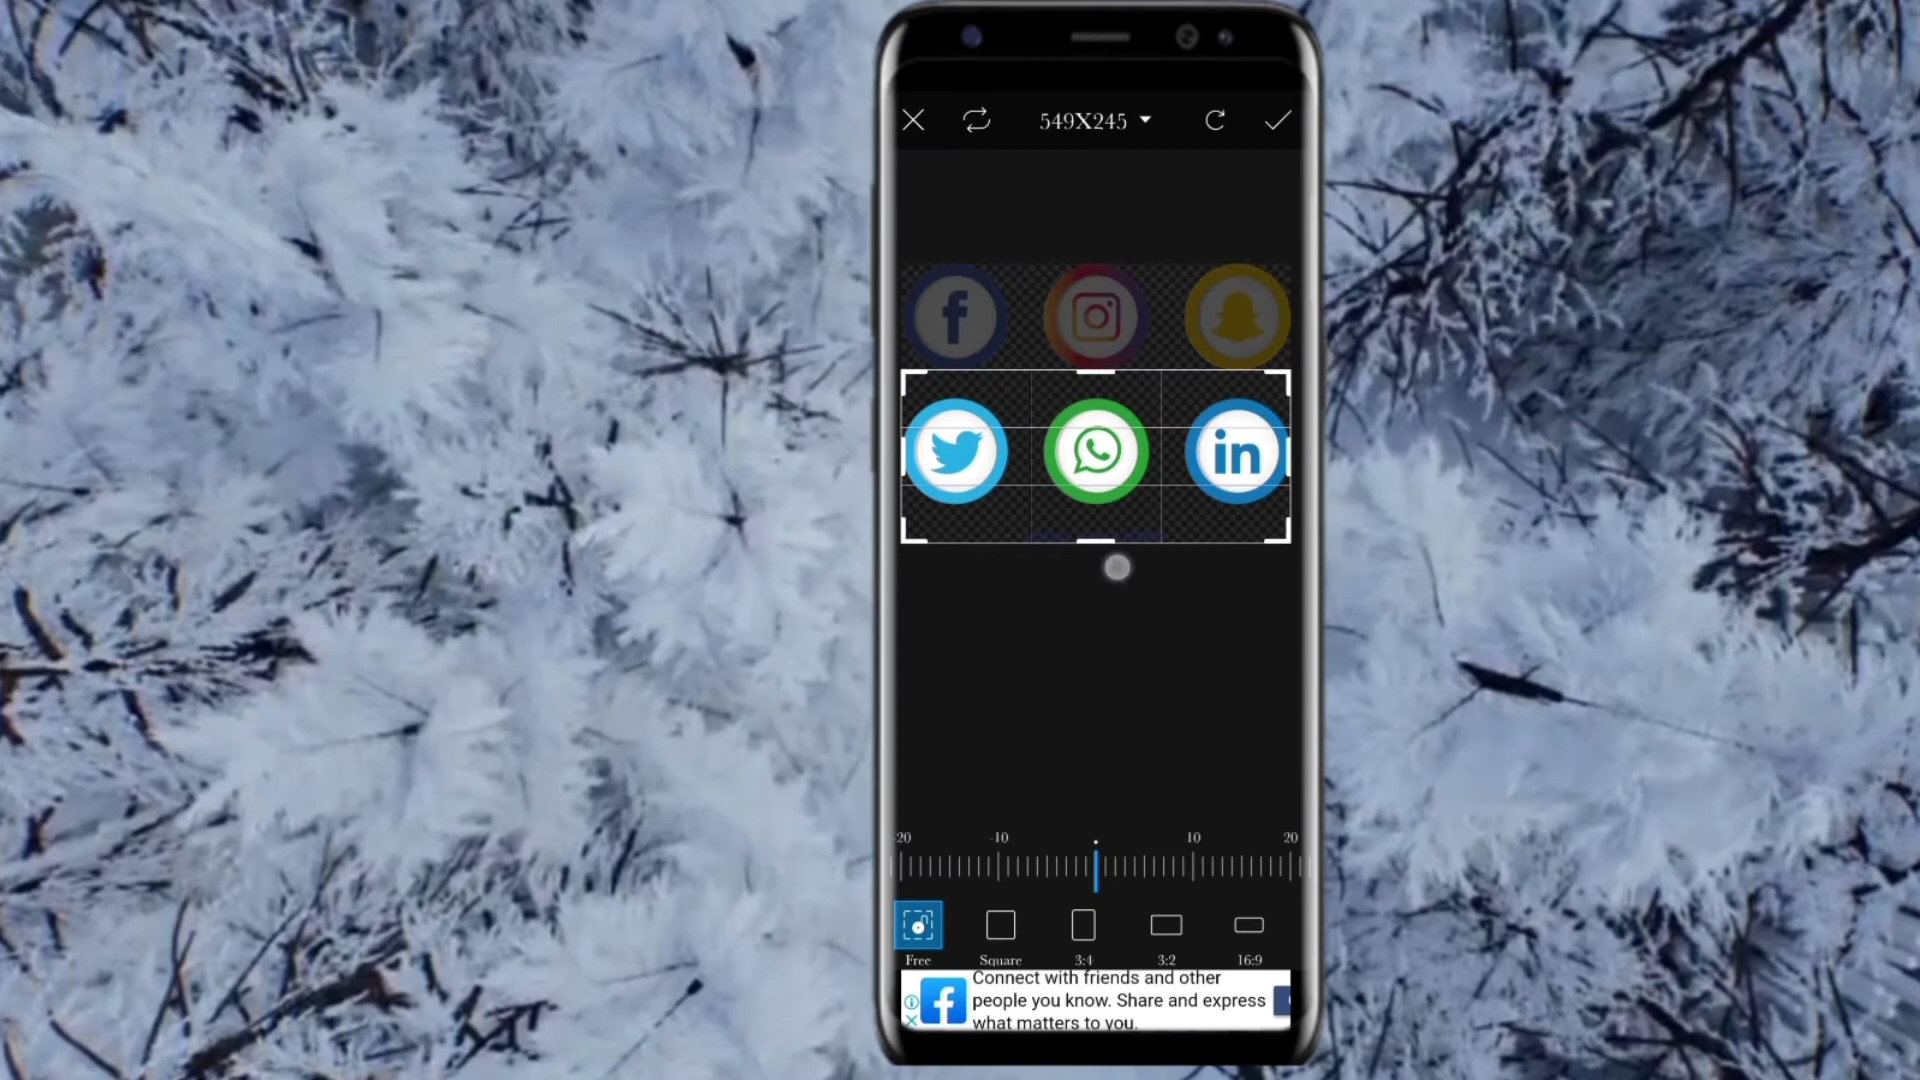 549X245
f
in
20 -10 10 20
Free Square 3:4 3:2 16:9
Connect with friends and other
people you know. Share and express
what matters to you.